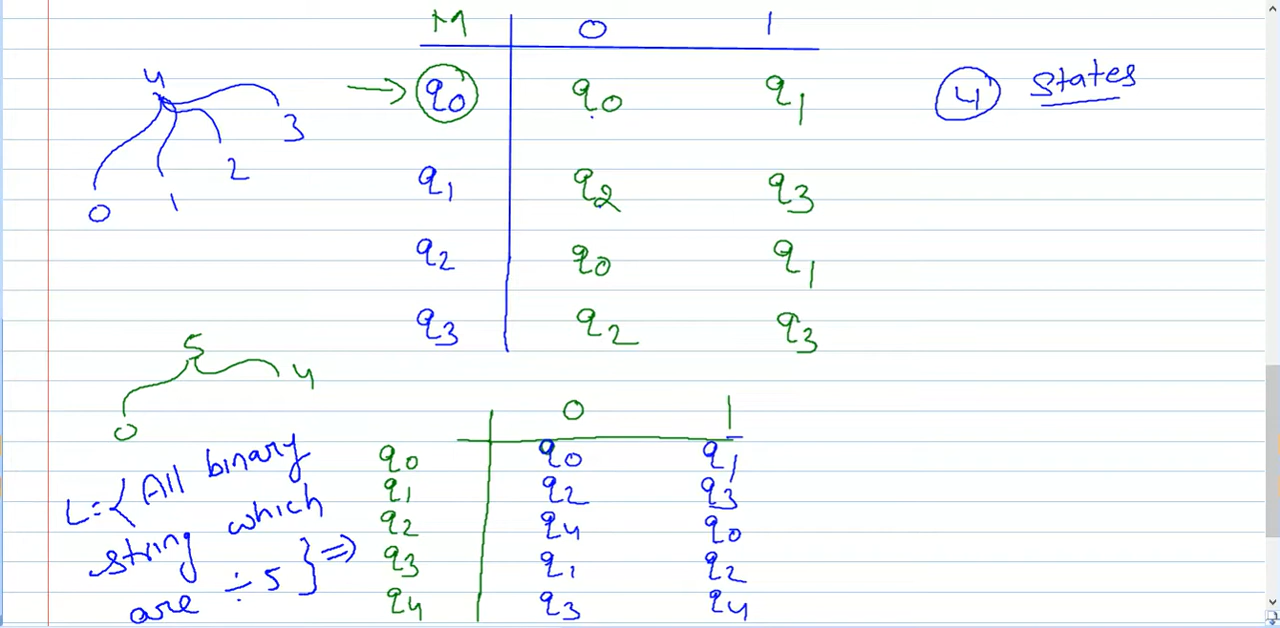 M 0 1
4 → q0 q0 q1 4 states
3
2
0 1 q1 q2 q3
q2 q0 q1
q3 q2 q3
5
4
0 0 1
L = { All binary q0 q0 q1
q1 q2 q3
string which q2 q4 q0
q3 q1 q2
are ÷ 5 } ⇒ q4 q3 q4